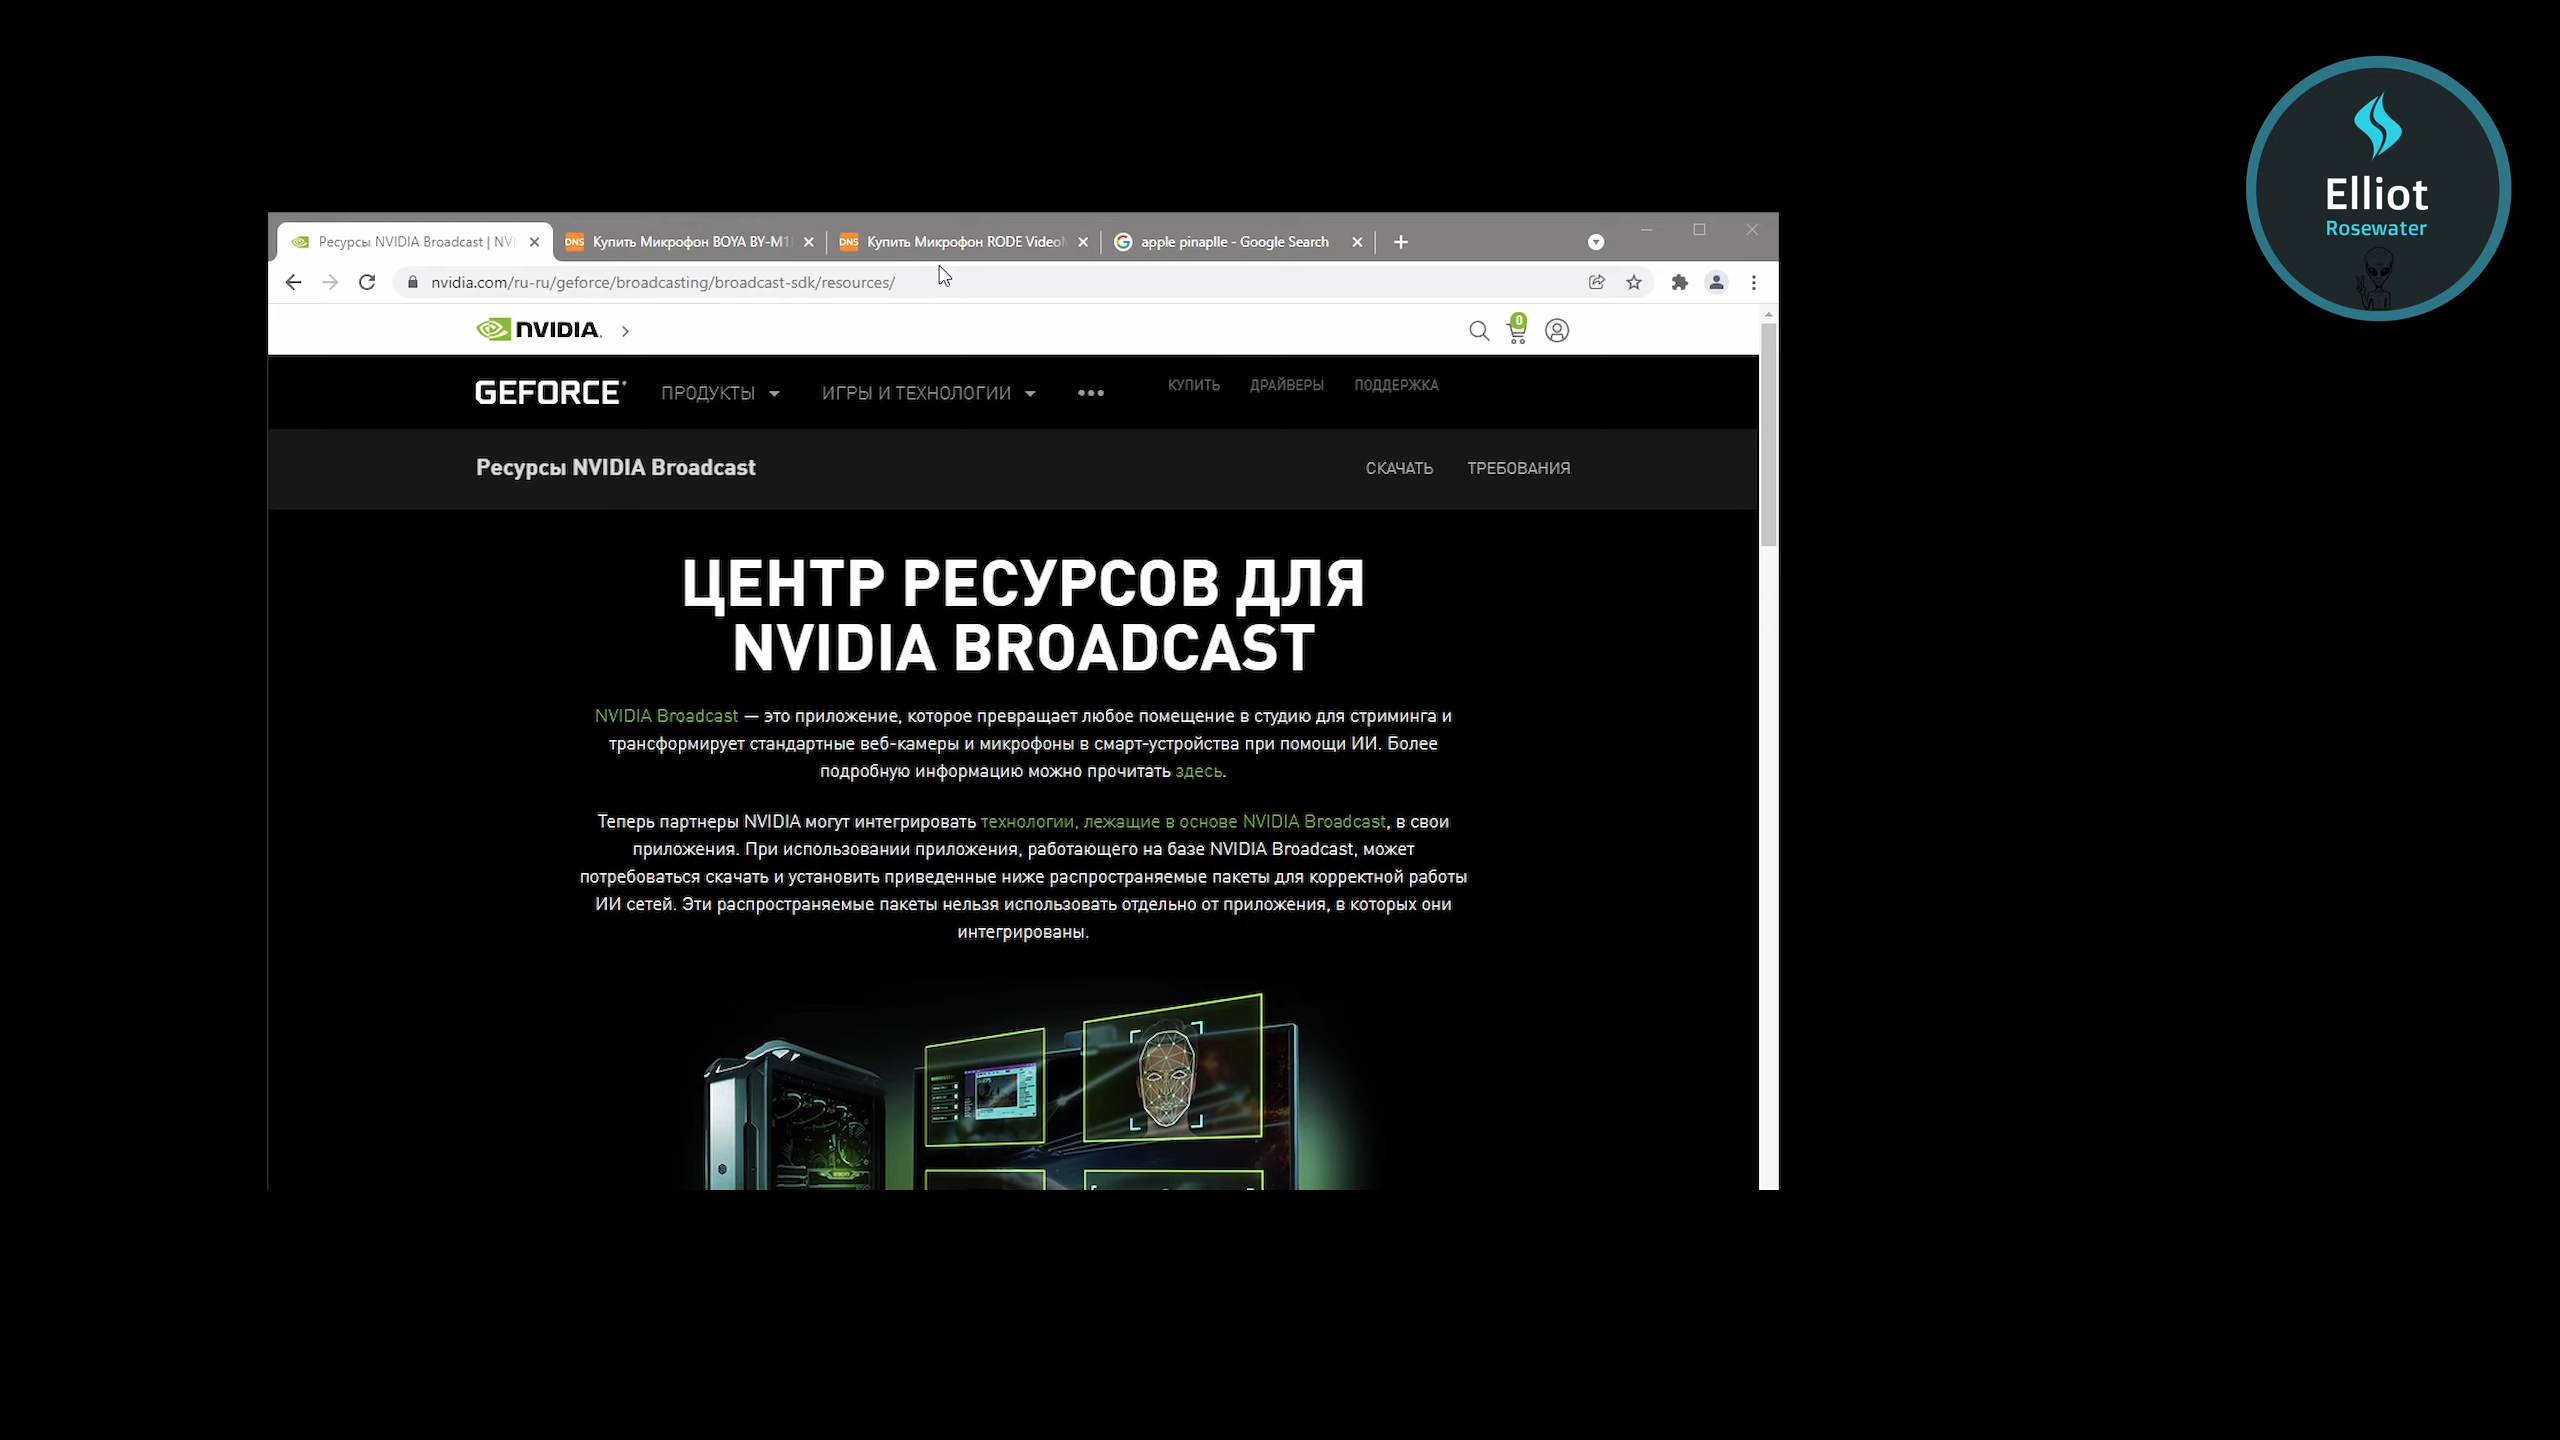 Elliot
Rosewater
Ресурсы NVIDIA Broadcast | NVI
DNS Купить Микрофон BOYA BY-M1
DNS Купить Микрофон RODE VideoM
apple pinaplle - Google Search
nvidia.com/ru-ru/geforce/broadcasting/broadcast-sdk/resources/
NVIDIA.
0
GEFORCE
ПРОДУКТЫ
ИГРЫ И ТЕХНОЛОГИИ
КУПИТЬ
ДРАЙВЕРЫ
ПОДДЕРЖКА
Ресурсы NVIDIA Broadcast
СКАЧАТЬ
ТРЕБОВАНИЯ
ЦЕНТР РЕСУРСОВ ДЛЯ
NVIDIA BROADCAST
NVIDIA Broadcast — это приложение, которое превращает любое помещение в студию для стриминга и
трансформирует стандартные веб-камеры и микрофоны в смарт-устройства при помощи ИИ. Более
подробную информацию можно прочитать здесь.
Теперь партнеры NVIDIA могут интегрировать технологии, лежащие в основе NVIDIA Broadcast, в свои
приложения. При использовании приложения, работающего на базе NVIDIA Broadcast, может
потребоваться скачать и установить приведенные ниже распространяемые пакеты для корректной работы
ИИ сетей. Эти распространяемые пакеты нельзя использовать отдельно от приложения, в которых они
интегрированы.